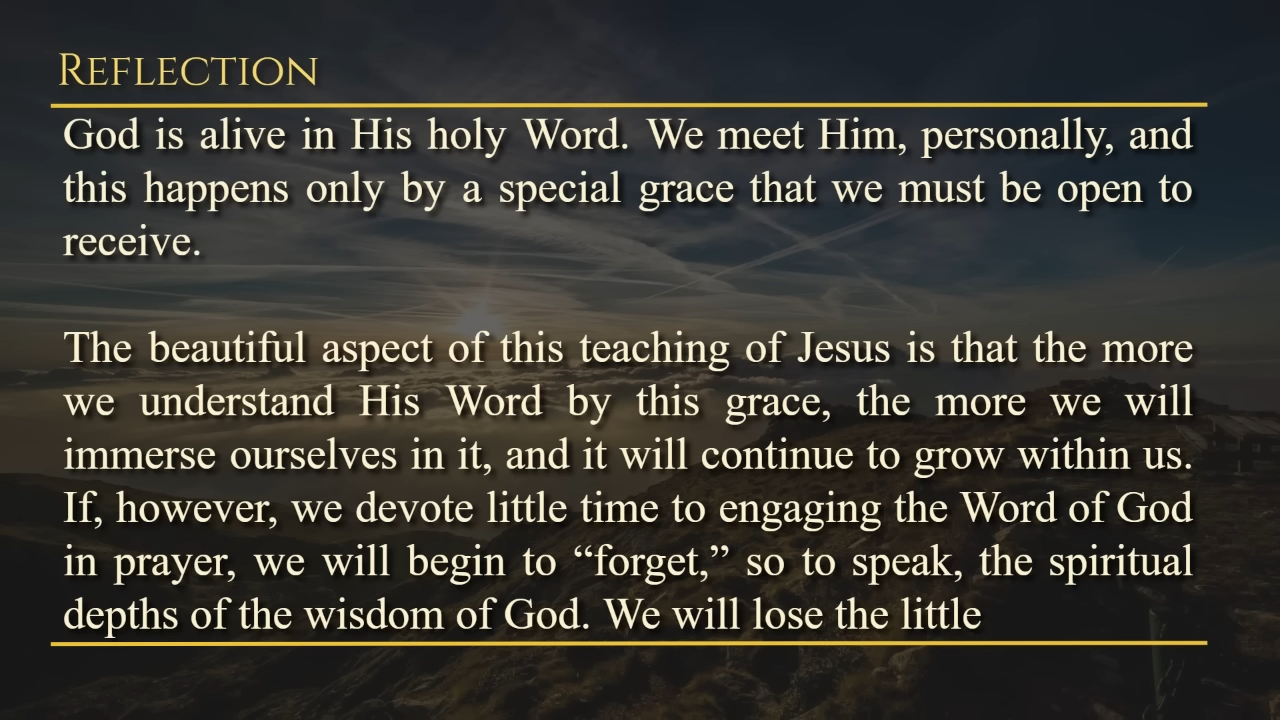 REFLECTION
God is alive in His holy Word. We meet Him, personally, and
this happens only by a special grace that we must be open to
receive.
The beautiful aspect of this teaching of Jesus is that the more
we understand His Word by this grace, the more we will
immerse ourselves in it, and it will continue to grow within us.
If, however, we devote little time to engaging the Word of God
in prayer, we will begin to “forget,” so to speak, the spiritual
depths of the wisdom of God. We will lose the little